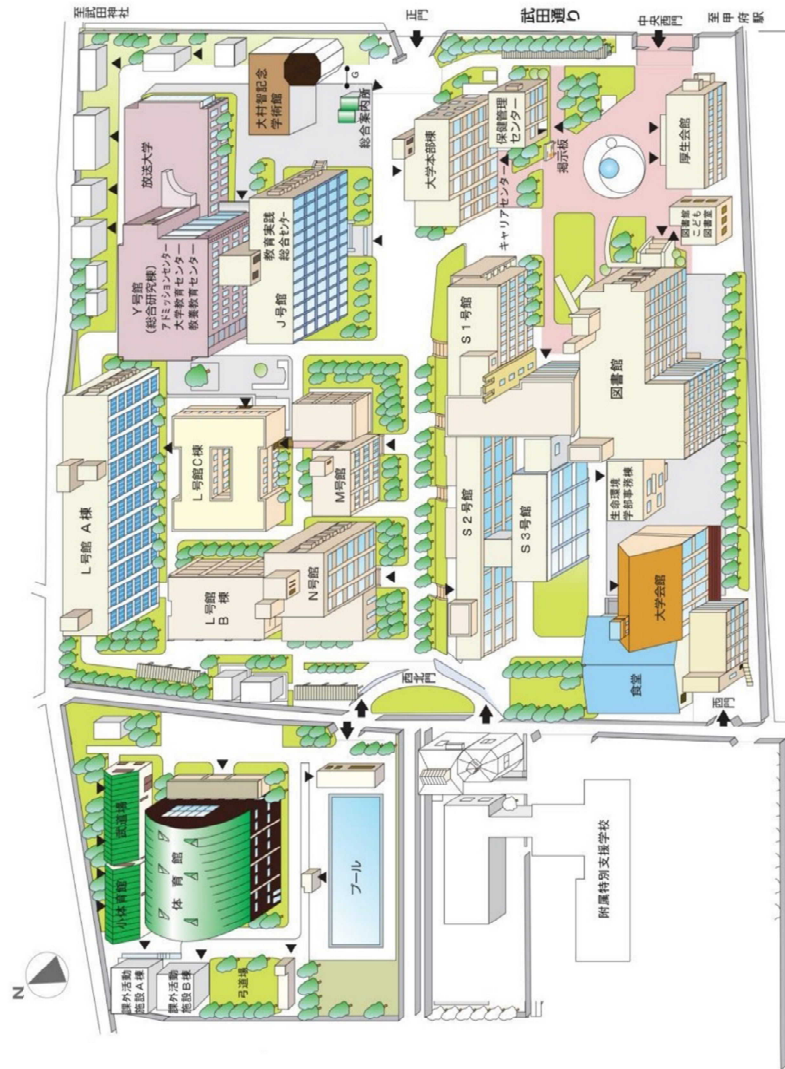 至武田神社
正門
武田通り
中央西門
至甲府駅
大村智記念
学術館
G
総合案内所
放送大学
Y号館
(総合研究棟)
アドミッションセンター
大学教育センター
教養教育センター
教育実践
総合センター
J号館
大学本部棟
保健管理
センター
キャリアセンター
掲示板
厚生会館
図書館
こども
図書室
図書館
S1号館
S2号館
S3号館
生命環境
学部事務棟
大学会館
食堂
西門
L号館 A棟
L号館C棟
M号館
L号館
B棟
N号館
西北門
武道場
小体育館
体育館
プール
課外活動
施設A棟
課外活動
施設B棟
弓道場
附属特別支援学校
N